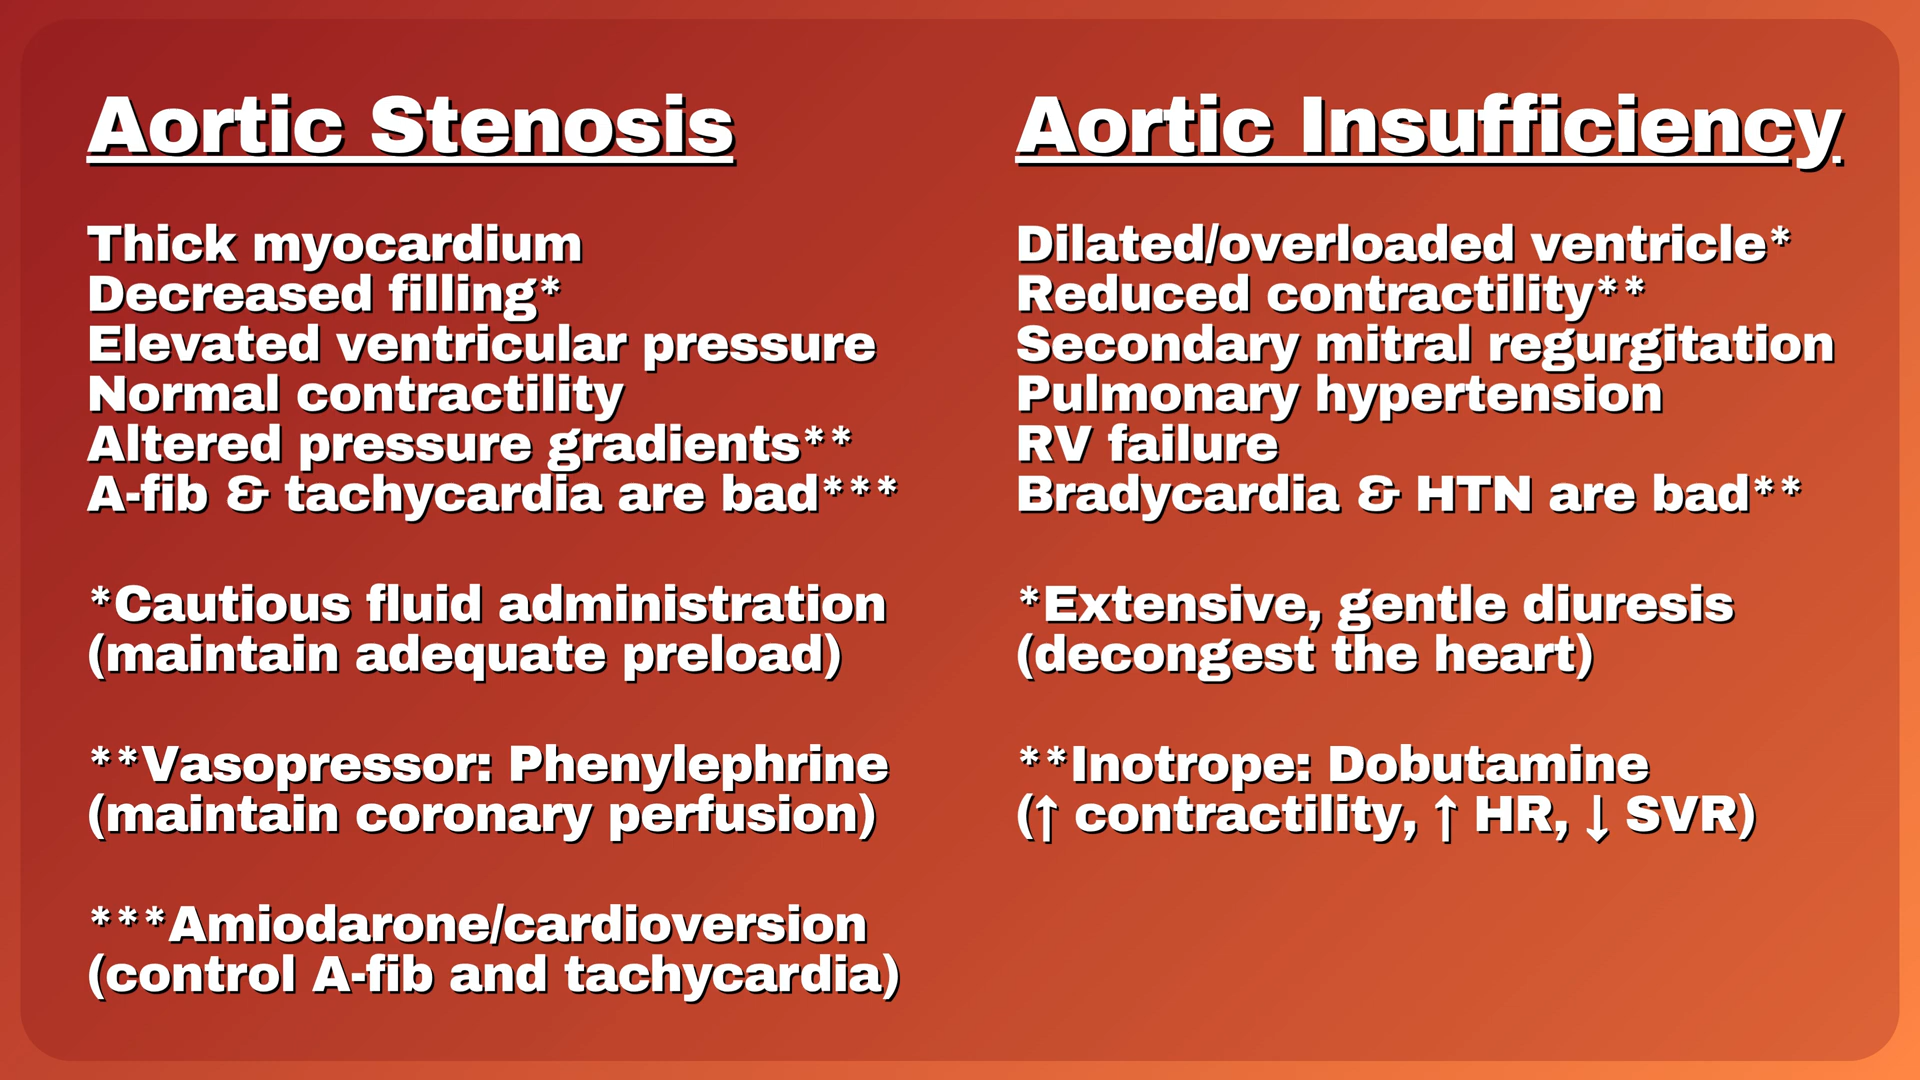 Aortic Stenosis
Thick myocardium
Decreased filling*
Elevated ventricular pressure
Normal contractility
Altered pressure gradients**
A-fib & tachycardia are bad***
*Cautious fluid administration
(maintain adequate preload)
**Vasopressor: Phenylephrine
(maintain coronary perfusion)
***Amiodarone/cardioversion
(control A-fib and tachycardia)
Aortic Insufficiency
Dilated/overloaded ventricle*
Reduced contractility**
Secondary mitral regurgitation
Pulmonary hypertension
RV failure
Bradycardia & HTN are bad**
*Extensive, gentle diuresis
(decongest the heart)
**Inotrope: Dobutamine
(↑ contractility, ↑ HR, ↓ SVR)